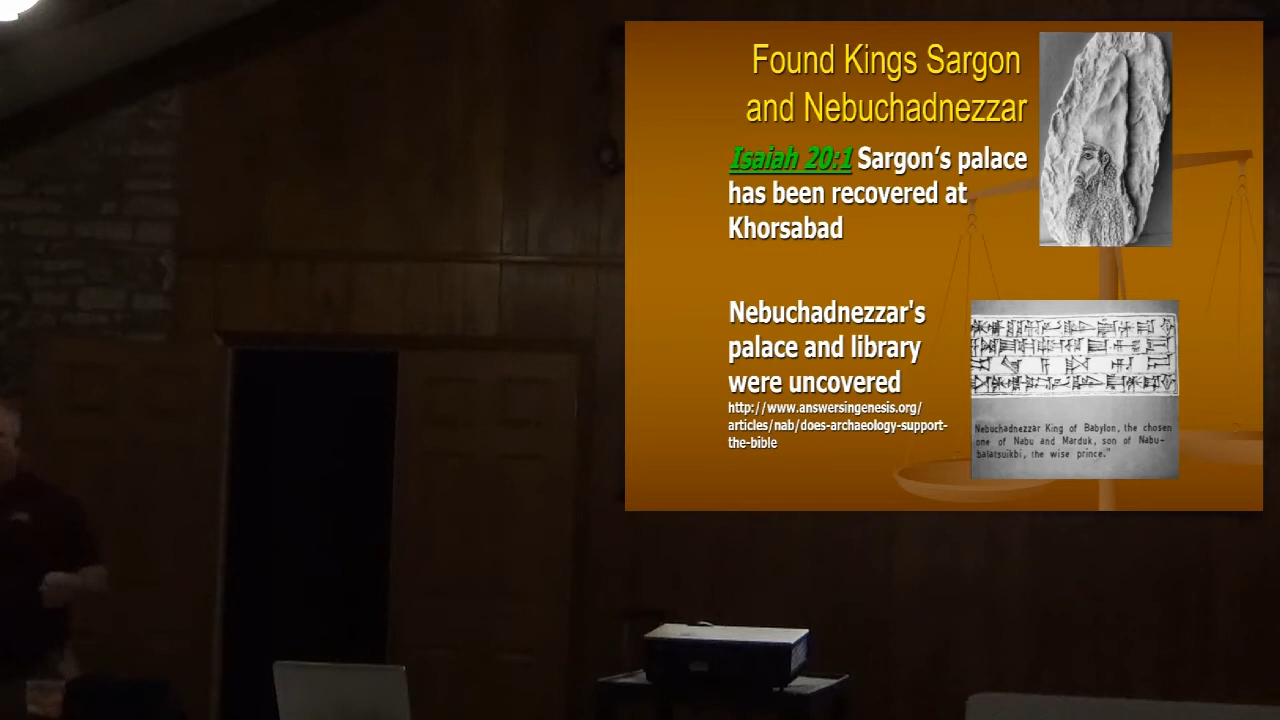 Found Kings Sargon
and Nebuchadnezzar
Isaiah 20:1 Sargon's palace
has been recovered at
Khorsabad
Nebuchadnezzar's
palace and library
were uncovered
http://www.answersingenesis.org/
articles/nab/does-archaeology-support-
the-bible
Nebuchadnezzar King of Babylon, the chosen
one of Nabu and Marduk, son of Nabu-
balatsuikbi, the wise prince."